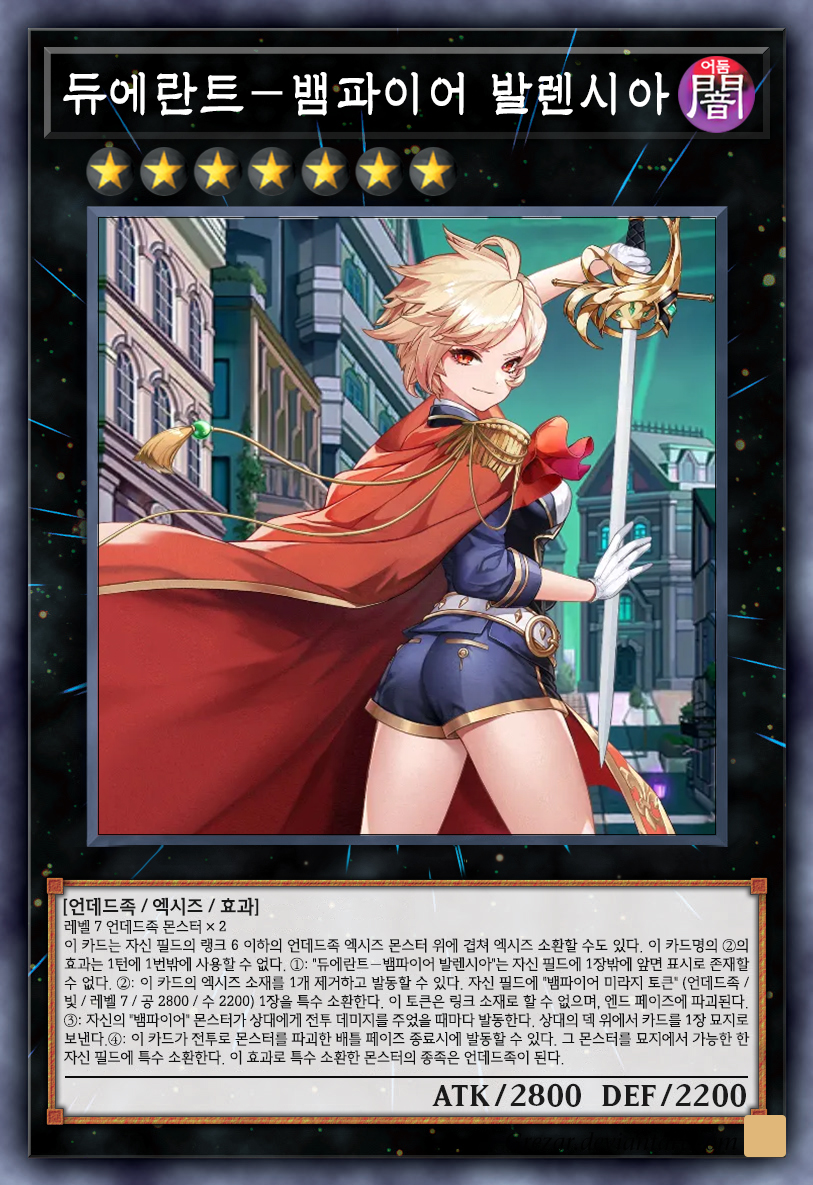 듀에란트－뱀파이어 발렌시아
어둠
闇
[언데드족 / 엑시즈 / 효과]
레벨 7 언데드족 몬스터 × 2
이 카드는 자신 필드의 랭크 6 이하의 언데드족 엑시즈 몬스터 위에 겹쳐 엑시즈 소환할 수도 있다. 이 카드명의 ②의
효과는 1턴에 1번밖에 사용할 수 없다. ①: "듀에란트－뱀파이어 발렌시아"는 자신 필드에 1장밖에 앞면 표시로 존재할
수 없다. ②: 이 카드의 엑시즈 소재를 1개 제거하고 발동할 수 있다. 자신 필드에 "뱀파이어 미라지 토큰" (언데드족 /
빛 / 레벨 7 / 공 2800 / 수 2200) 1장을 특수 소환한다. 이 토큰은 링크 소재로 할 수 없으며, 엔드 페이즈에 파괴된다.
③: 자신의 "뱀파이어" 몬스터가 상대에게 전투 데미지를 주었을 때마다 발동한다. 상대의 덱 위에서 카드를 1장 묘지로
보낸다.④: 이 카드가 전투로 몬스터를 파괴한 배틀 페이즈 종료시에 발동할 수 있다. 그 몬스터를 묘지에서 가능한 한
자신 필드에 특수 소환한다. 이 효과로 특수 소환한 몬스터의 종족은 언데드족이 된다.
ATK/2800 DEF/2200